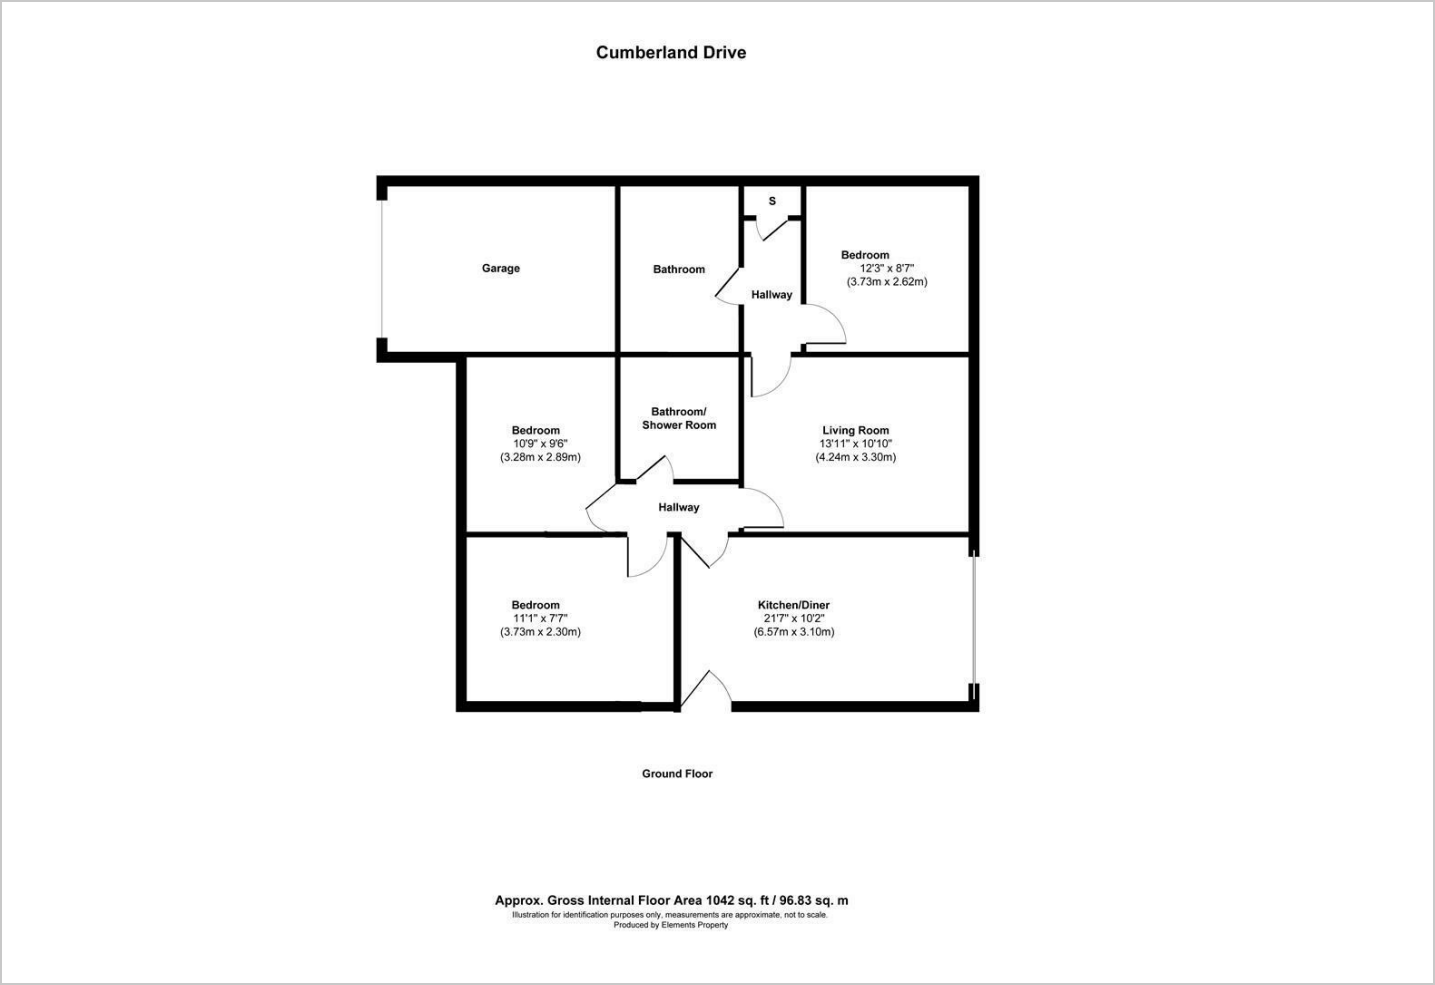 Cumberland Drive
S
Garage
Bathroom
Hallway
Bedroom
12'3" x 8'7"
(3.73m x 2.62m)
Bedroom
10'9" x 9'6"
(3.28m x 2.89m)
Bathroom/
Shower Room
Living Room
13'11" x 10'10"
(4.24m x 3.30m)
Hallway
Bedroom
11'1" x 7'7"
(3.73m x 2.30m)
Kitchen/Diner
21'7" x 10'2"
(6.57m x 3.10m)
Ground Floor
Approx. Gross Internal Floor Area 1042 sq. ft / 96.83 sq. m
Illustration for identification purposes only, measurements are approximate, not to scale.
Produced by Elements Property